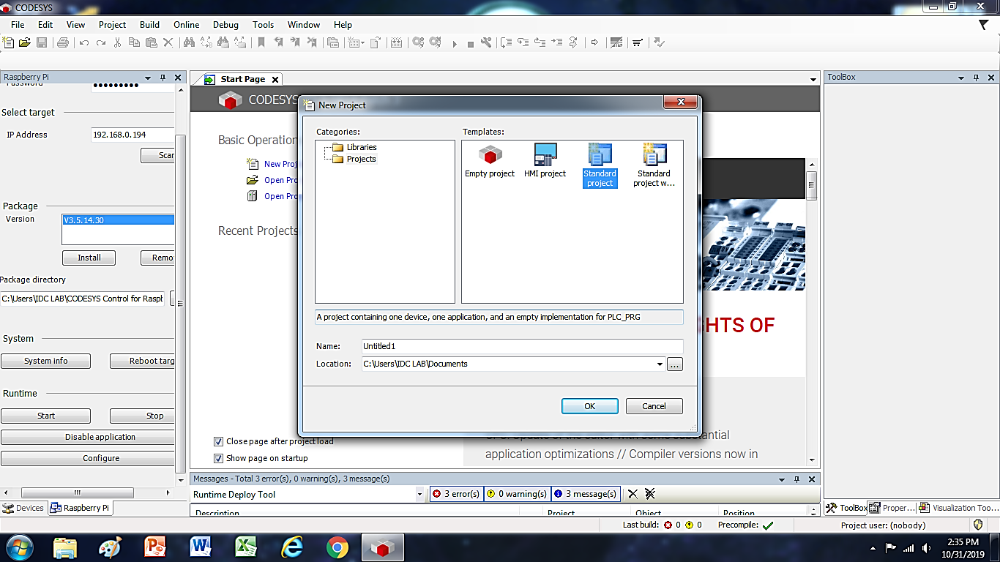 CODESYS
File Edit View Project Build Online Debug Tools Window Help
Raspberry Pi
Password
Select target
IP Address 192.168.0.194
Scan
Package
Version V3.5.14.30
Install Remo
Package directory
C:\Users\IDC LAB\CODESYS Control for Raspb
System
System info Reboot targ
Runtime
Start Stop
Disable application
Configure
Devices Raspberry Pi
Start Page
CODESYS
Basic Operation
New Proj
Open Pro
Open Pro
Recent Projects
HTS OF
Close page after project load
Show page on startup
application optimizations // Compiler versions now in
New Project
Categories:
Libraries
Projects
Templates:
Empty project
HMI project
Standard project
Standard project w...
A project containing one device, one application, and an empty implementation for PLC_PRG
Name: Untitled1
Location: C:\Users\IDC LAB\Documents
...
OK Cancel
Messages - Total 3 error(s), 0 warning(s), 3 message(s)
Runtime Deploy Tool 3 error(s) 0 warning(s) 3 message(s)
Description Project Object Position
ToolBox
ToolBox Proper... Visualization Too...
Last build: 0 0 Precompile: Project user: (nobody)
2:35 PM
10/31/2019